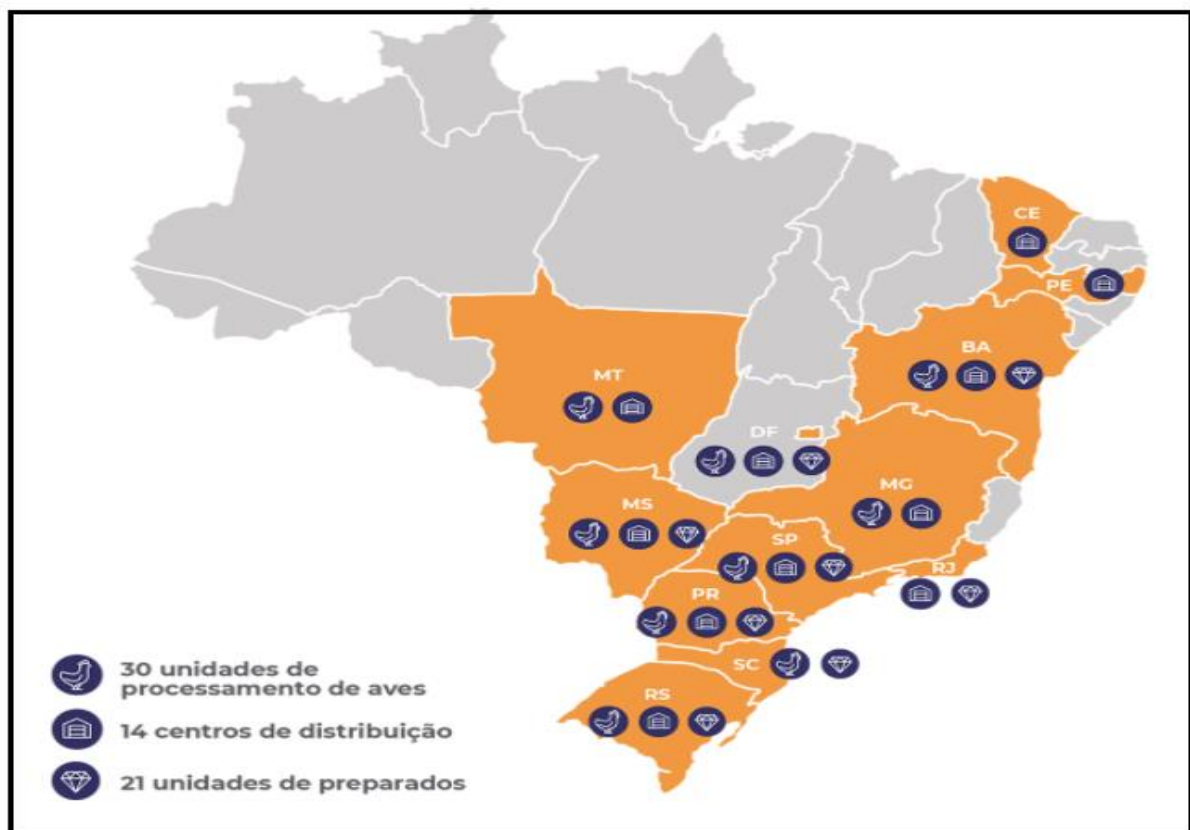 CE
PE
BA
MT
DF
MG
MS
SP
RJ
PR
SC
RS
30 unidades de
processamento de aves
14 centros de distribuição
21 unidades de preparados